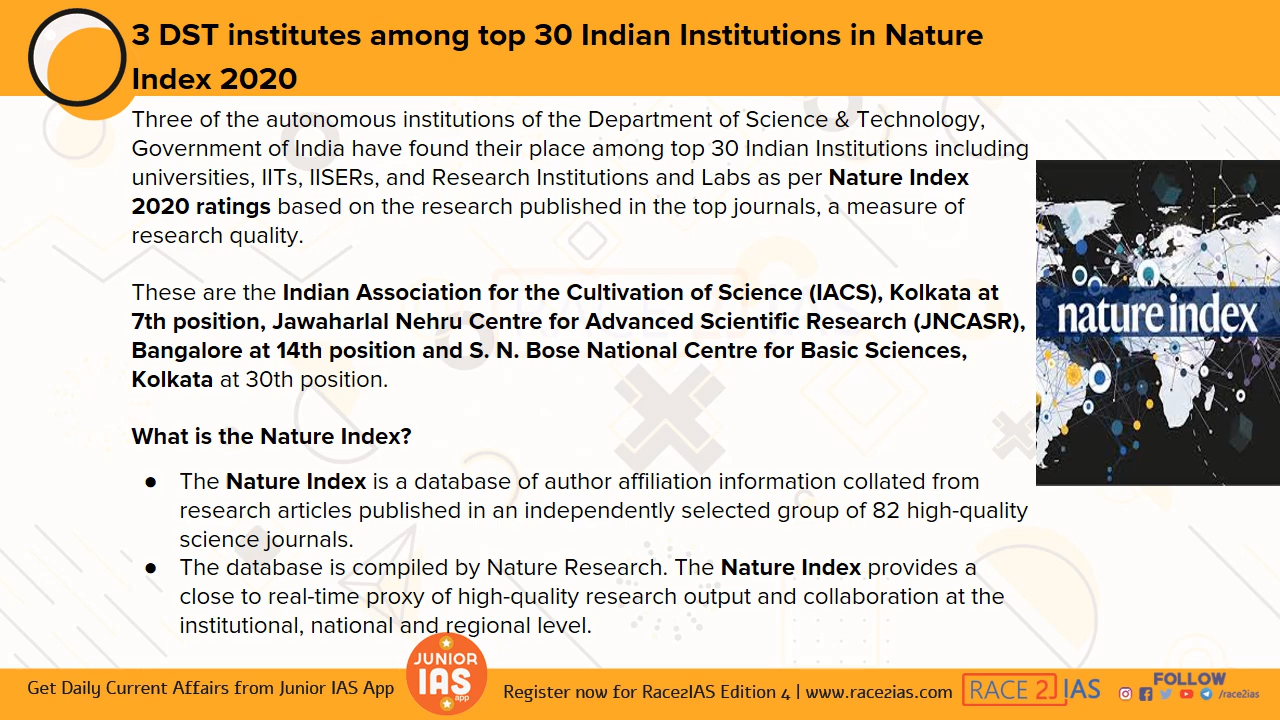 3 DST institutes among top 30 Indian Institutions in Nature
Index 2020
Three of the autonomous institutions of the Department of Science & Technology,
Government of India have found their place among top 30 Indian Institutions including
universities, IITs, IISERs, and Research Institutions and Labs as per Nature Index
2020 ratings based on the research published in the top journals, a measure of
research quality.
These are the Indian Association for the Cultivation of Science (IACS), Kolkata at
7th position, Jawaharlal Nehru Centre for Advanced Scientific Research (JNCASR),
Bangalore at 14th position and S. N. Bose National Centre for Basic Sciences,
Kolkata at 30th position.
What is the Nature Index?
● The Nature Index is a database of author affiliation information collated from
research articles published in an independently selected group of 82 high-quality
science journals.
● The database is compiled by Nature Research. The Nature Index provides a
close to real-time proxy of high-quality research output and collaboration at the
institutional, national and regional level.
nature index
Get Daily Current Affairs from Junior IAS App
JUNIOR
IAS
app
Register now for Race2IAS Edition 4 | www.race2ias.com
RACE 2J IAS
FOLLOW
/race2ias